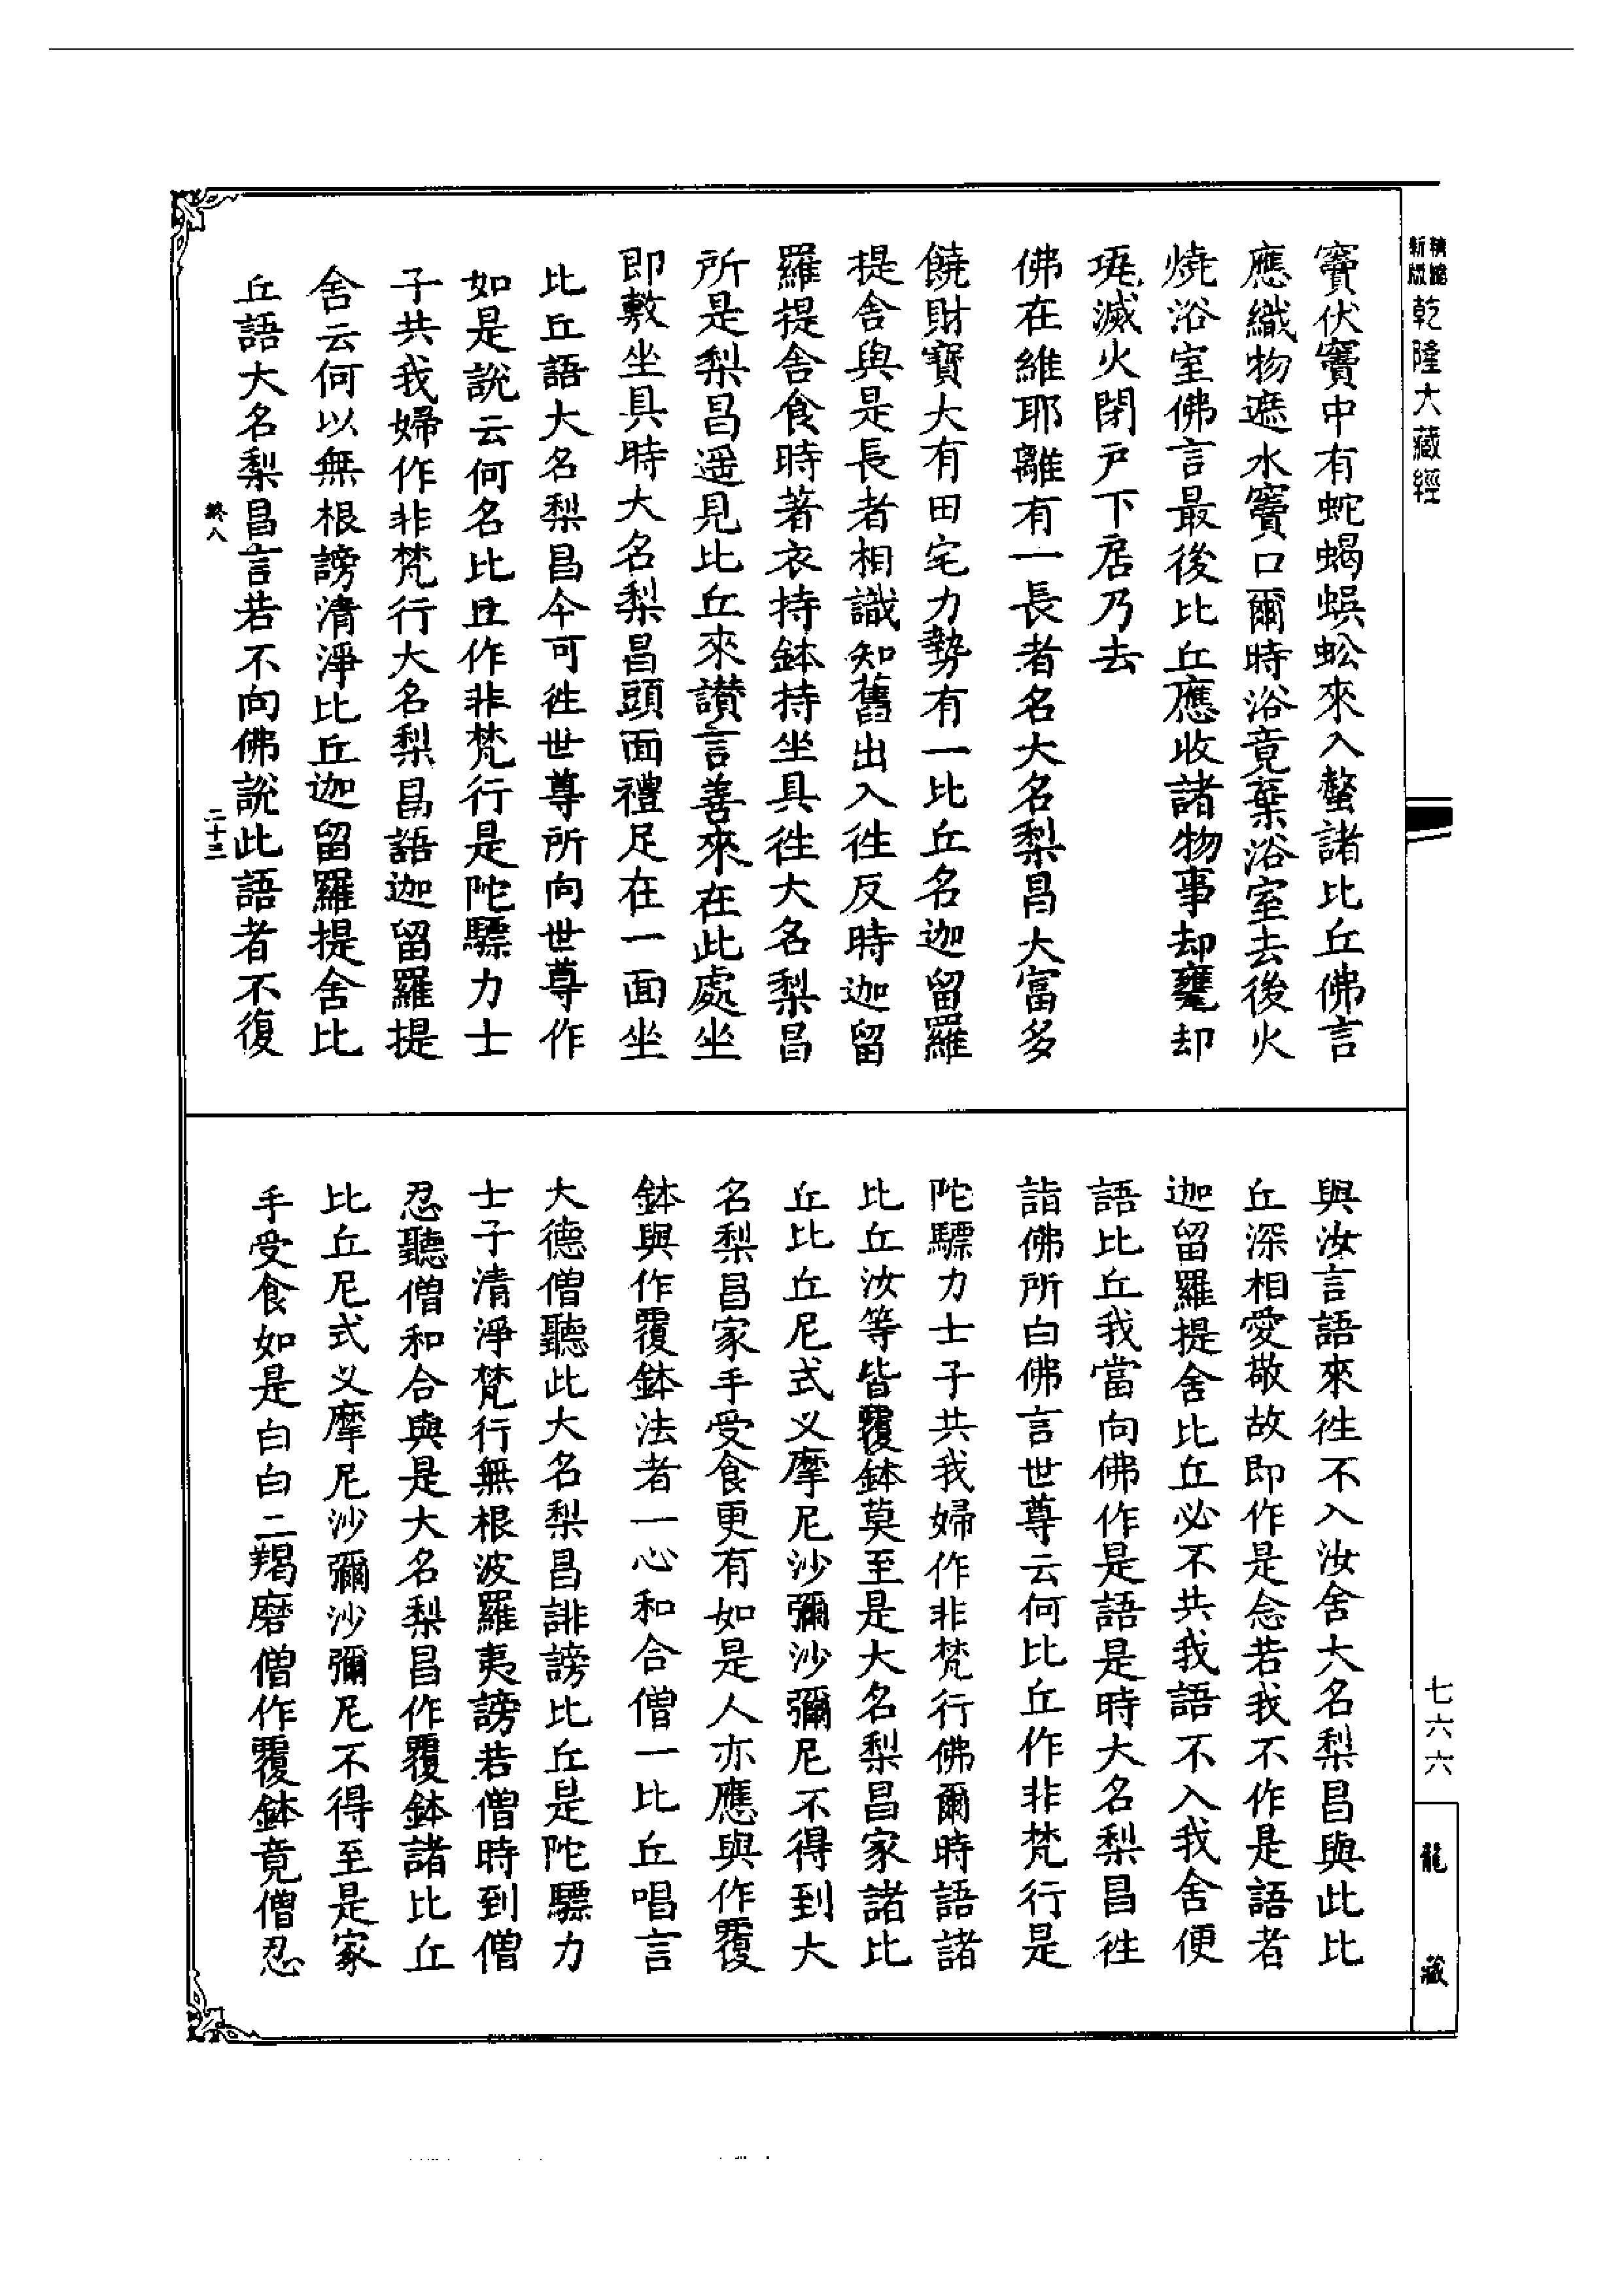 精縮新版乾隆大藏經
竇伏竇中有蛇蝎蜈蚣來入螫諸比丘佛言
應織物遮水竇口爾時浴竟棄浴室去後火
燒浴室佛言最後比丘應收諸物事却甕却
瓨滅火閉戸下居乃去
佛在維耶離有一長者名大名梨昌大富多
饒財寶大有田宅力勢有一比丘名迦留羅
提舍與是長者相識知舊出入徃反時迦留
羅提舍食時著衣持鉢持坐具徃大名梨昌
所是梨昌遥見比丘來讃言善來在此處坐
即敷坐具時大名梨昌頭面禮足在一面坐
比丘語大名梨昌今可徃世尊所向世尊作
如是說云何名比丘作非梵行是陀驃力士
子共我婦作非梵行大名梨昌語迦留羅提
舍云何以無根謗清淨比丘迦留羅提舍比
丘語大名梨昌言若不向佛說此語者不復
終八 二十三
與汝言語來徃不入汝舍大名梨昌與此比
丘深相愛敬故即作是念若我不作是語者
迦留羅提舍比丘必不共我語不入我舍便
語比丘我當向佛作是語是時大名梨昌徃
詣佛所白佛言世尊云何比丘作非梵行是
陀驃力士子共我婦作非梵行佛爾時語諸
比丘汝等皆覆鉢莫至是大名梨昌家諸比
丘比丘尼式义摩尼沙彌沙彌尼不得到大
名梨昌家手受食更有如是人亦應與作覆
鉢與作覆鉢法者一心和合僧一比丘唱言
大德僧聽此大名梨昌誹謗比丘是陀驃力
士子清淨梵行無根波羅夷謗若僧時到僧
忍聽僧和合與是大名梨昌作覆鉢諸比丘
比丘尼式义摩尼沙彌沙彌尼不得至是家
手受食如是白白二羯磨僧作覆鉢竟僧忍
七六六
龍藏